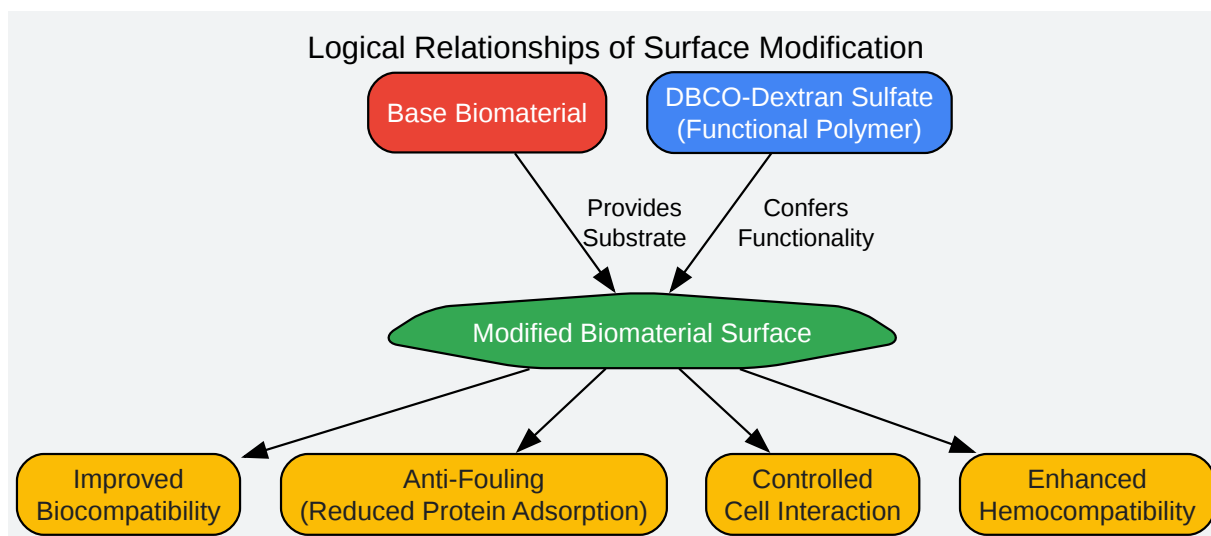 Logical Relationships of Surface Modification
Base Biomaterial
DBCO-Dextran Sulfate
(Functional Polymer)
Provides
Substrate
Confers
Functionality
Modified Biomaterial Surface
Improved
Biocompatibility
Anti-Fouling
(Reduced Protein Adsorption)
Controlled
Cell Interaction
Enhanced
Hemocompatibility